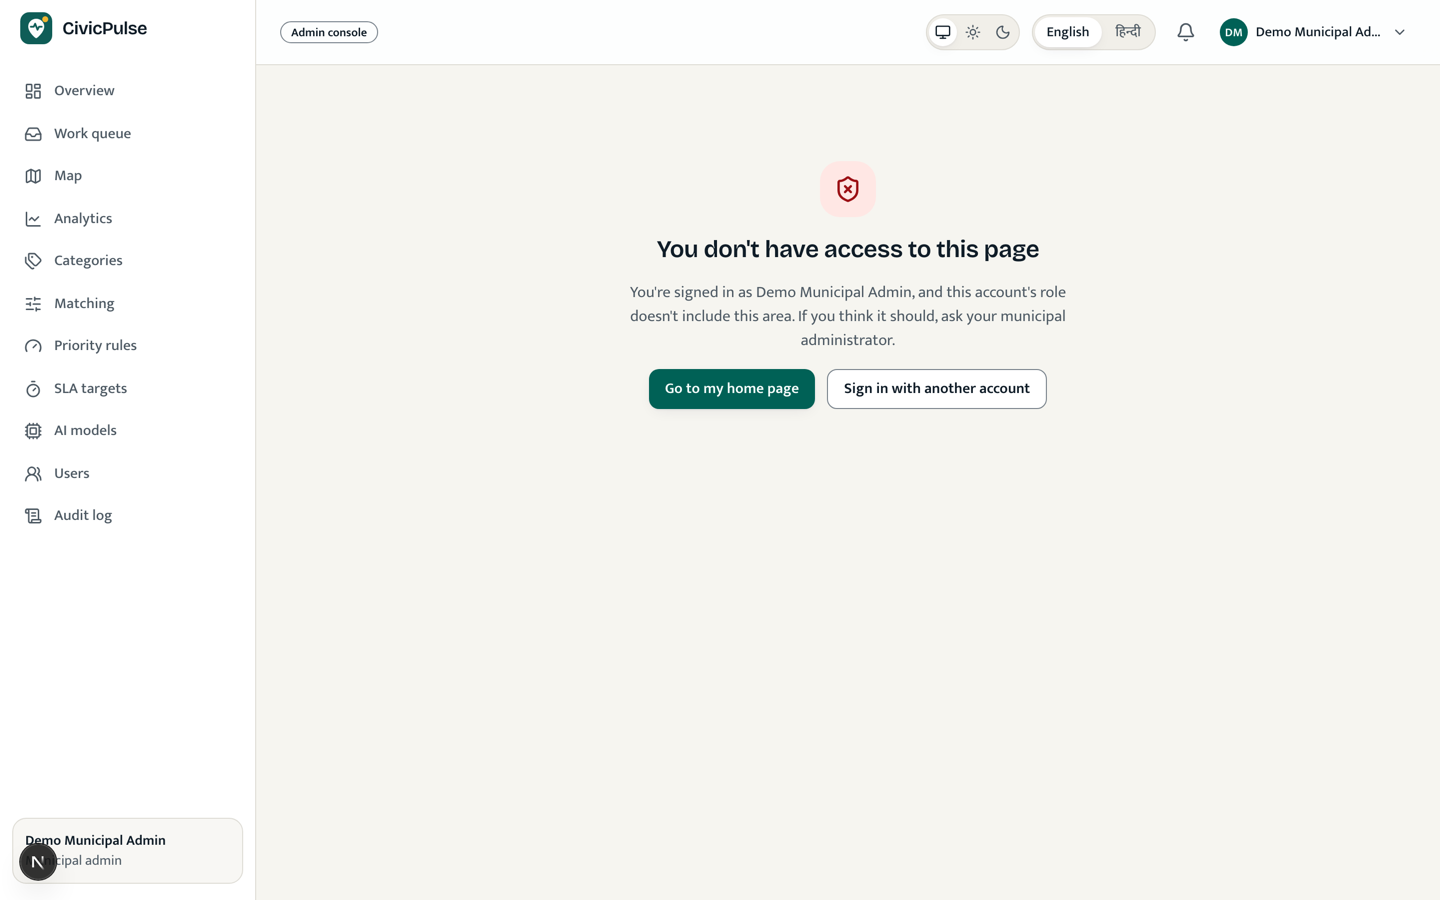 CivicPulse
Overview
Work queue
Map
Analytics
Categories
Matching
Priority rules
SLA targets
AI models
Users
Audit log
Demo Municipal Admin
cipal admin
N
Admin console
English
हिन्दी
DM
Demo Municipal Ad...
You don't have access to this page
You're signed in as Demo Municipal Admin, and this account's role
doesn't include this area. If you think it should, ask your municipal
administrator.
Go to my home page
Sign in with another account